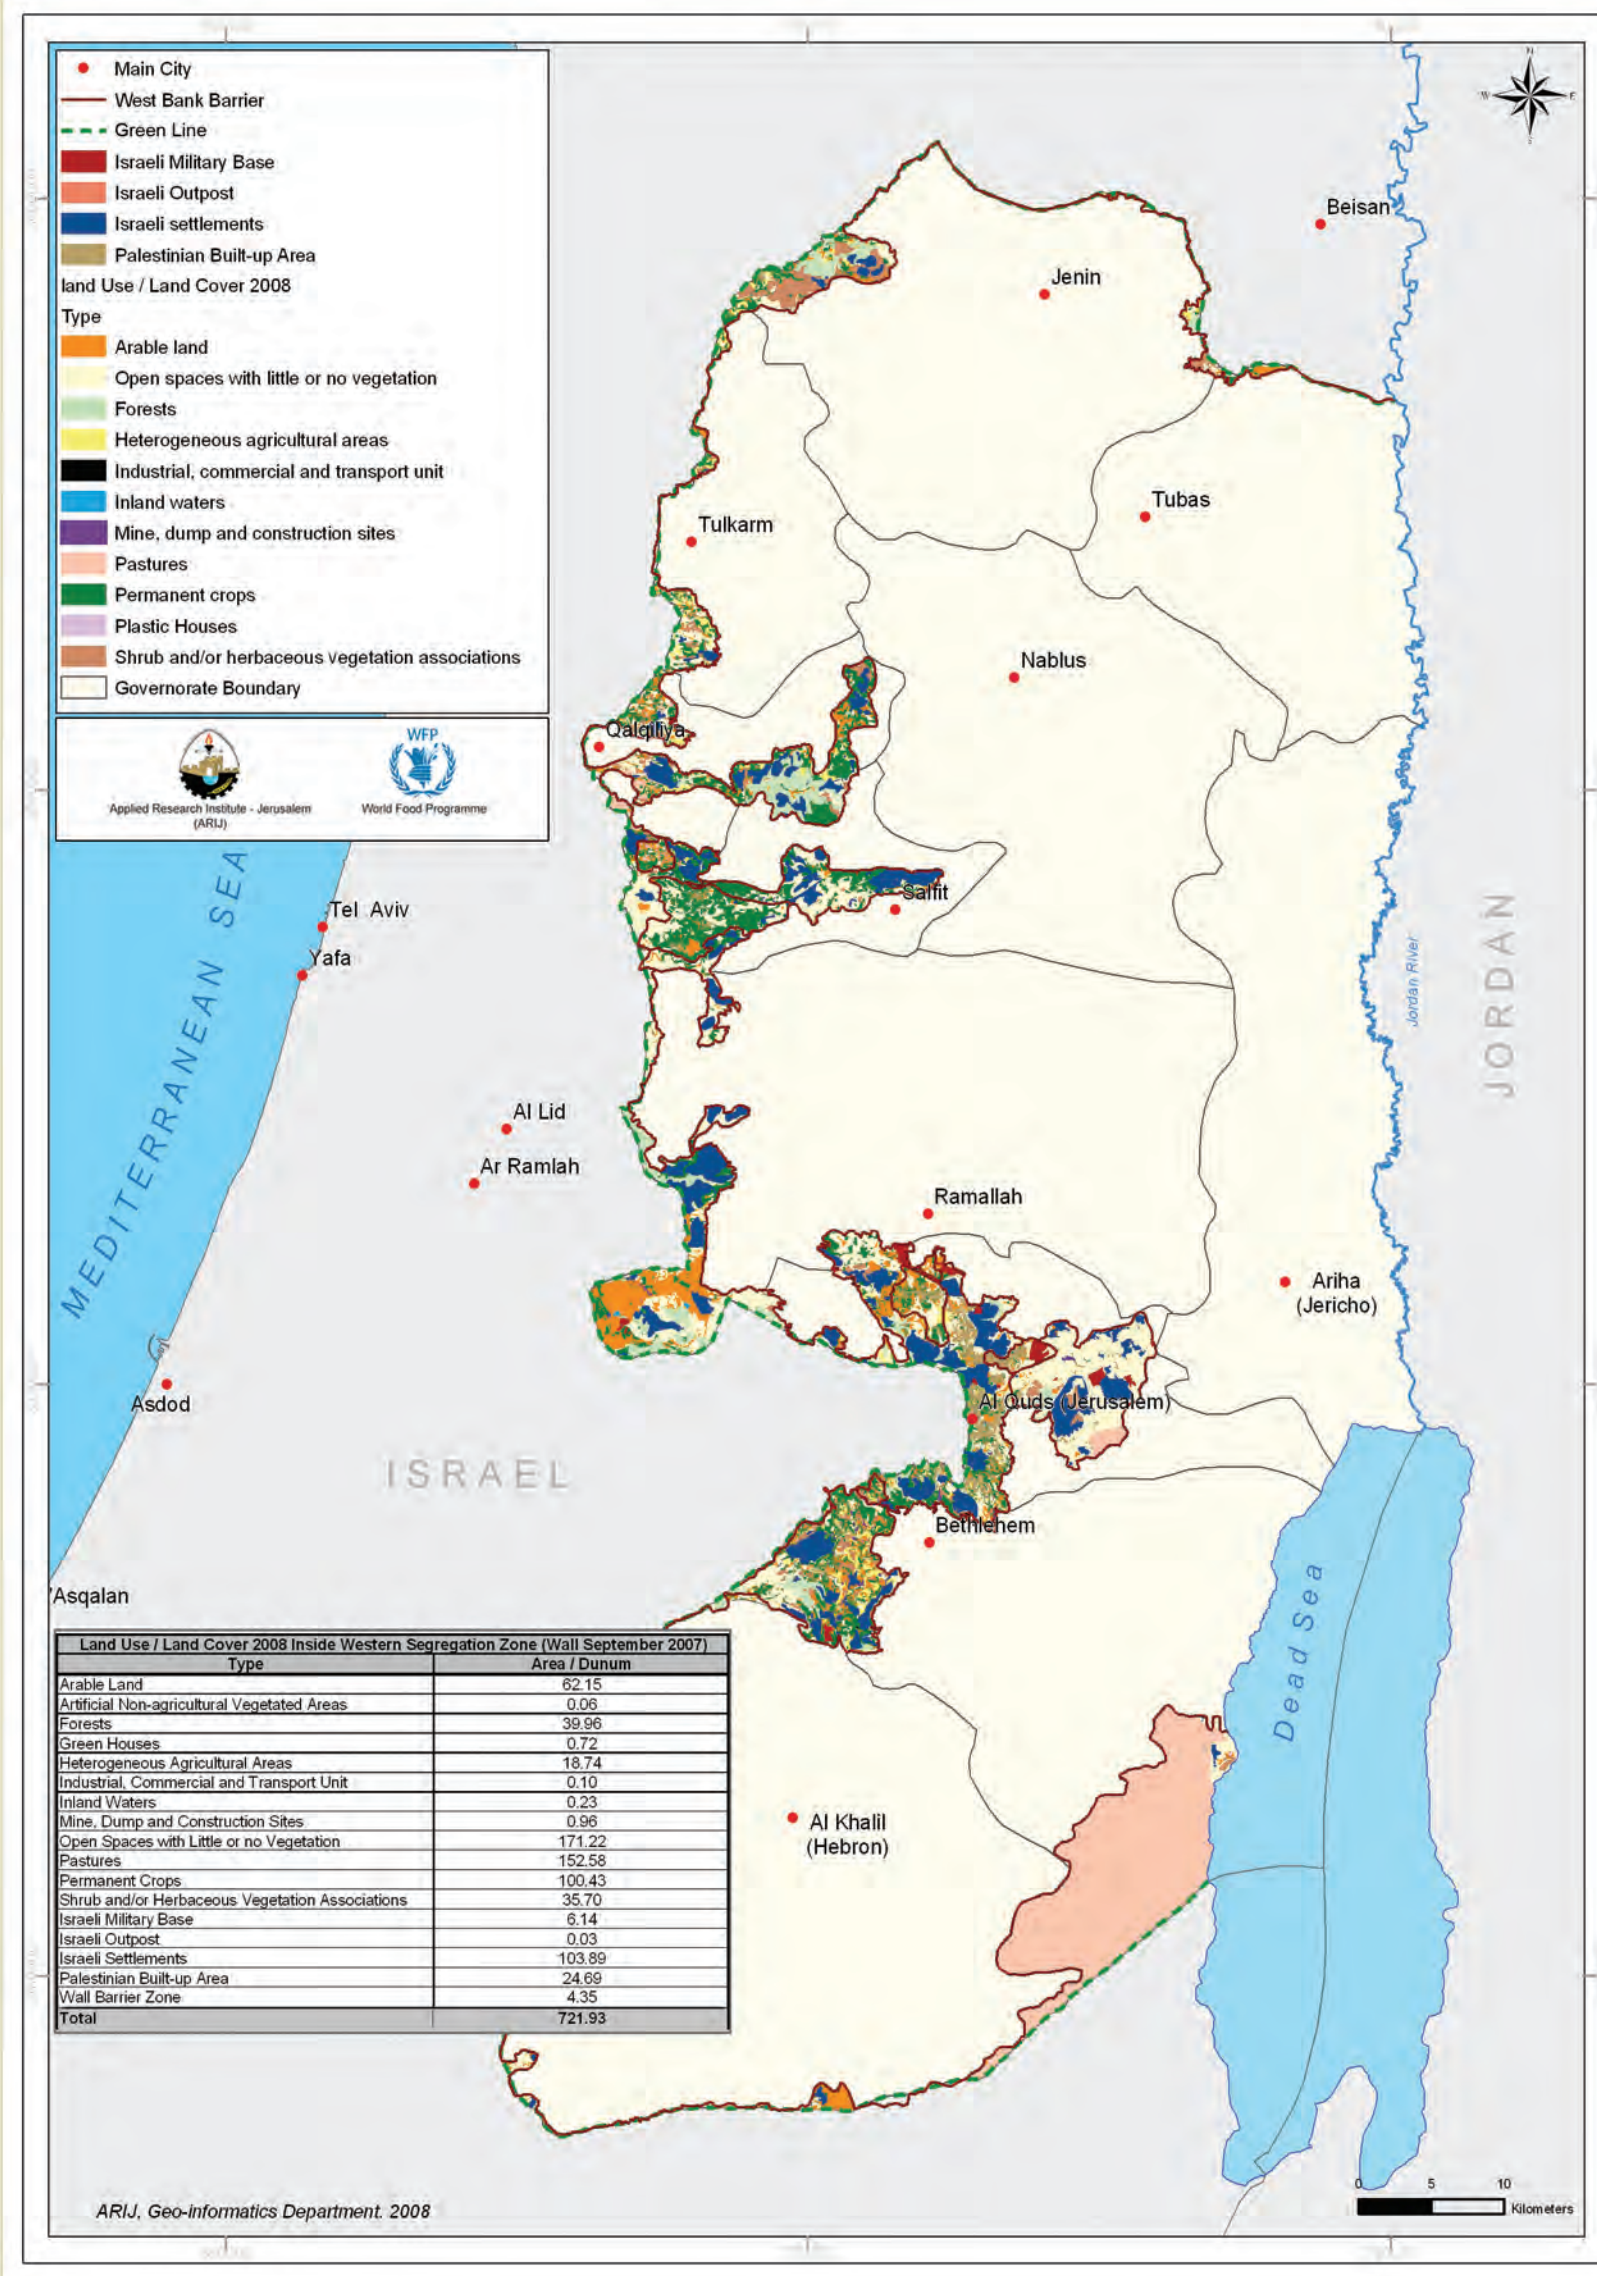 Main City
West Bank Barrier
Green Line
Israeli Military Base
Israeli Outpost
Israeli settlements
Palestinian Built-up Area
land Use / Land Cover 2008
Type
Arable land
Open spaces with little or no vegetation
Forests
Heterogeneous agricultural areas
Industrial, commercial and transport unit
Inland waters
Mine, dump and construction sites
Pastures
Permanent crops
Plastic Houses
Shrub and/or herbaceous vegetation associations
Governorate Boundary
WFP
Applied Research Institute - Jerusalem
(ARIJ)
World Food Programme
N
W
E
S
Beisan
Jenin
Tubas
Tulkarm
Nablus
Qalqiliya
Salfit
MEDITERRANEAN SEA
Tel Aviv
Yafa
JORDAN
Jordan River
Al Lid
Ar Ramlah
Ramallah
Ariha
(Jericho)
Asdod
Al Quds (Jerusalem)
ISRAEL
Bethlehem
'Asqalan
Dead Sea
Al Khalil
(Hebron)
Land Use / Land Cover 2008 Inside Western Segregation Zone (Wall September 2007)
Type Area / Dunum
Arable Land 62.15
Artificial Non-agricultural Vegetated Areas 0.06
Forests 39.96
Green Houses 0.72
Heterogeneous Agricultural Areas 18.74
Industrial, Commercial and Transport Unit 0.10
Inland Waters 0.23
Mine, Dump and Construction Sites 0.96
Open Spaces with Little or no Vegetation 171.22
Pastures 152.58
Permanent Crops 100.43
Shrub and/or Herbaceous Vegetation Associations 35.70
Israeli Military Base 6.14
Israeli Outpost 0.03
Israeli Settlements 103.89
Palestinian Built-up Area 24.69
Wall Barrier Zone 4.35
Total 721.93
0 5 10
Kilometers
ARIJ, Geo-informatics Department. 2008